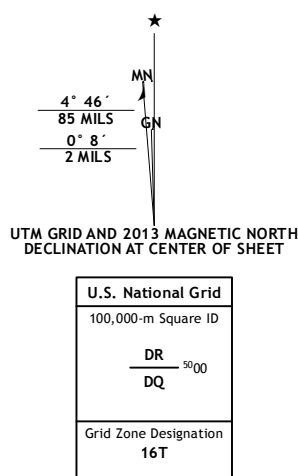 ★
MN
4° 46´
85 MILS
GN
0° 8´
2 MILS
UTM GRID AND 2013 MAGNETIC NORTH
DECLINATION AT CENTER OF SHEET
U.S. National Grid
100,000-m Square ID
DR
5000
DQ
Grid Zone Designation
16T